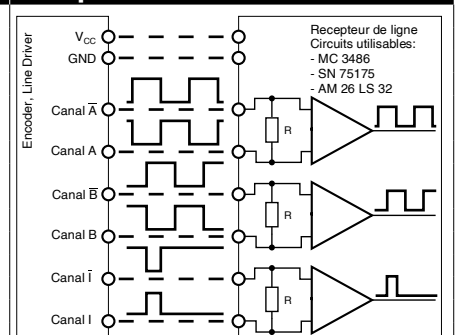 Encoder, Line Driver
V_CC
GND
Canal A̅
Canal A
Canal B̅
Canal B
Canal I̅
Canal I
Recepteur de ligne
Circuits utilisables:
- MC 3486
- SN 75175
- AM 26 LS 32
R
R
R